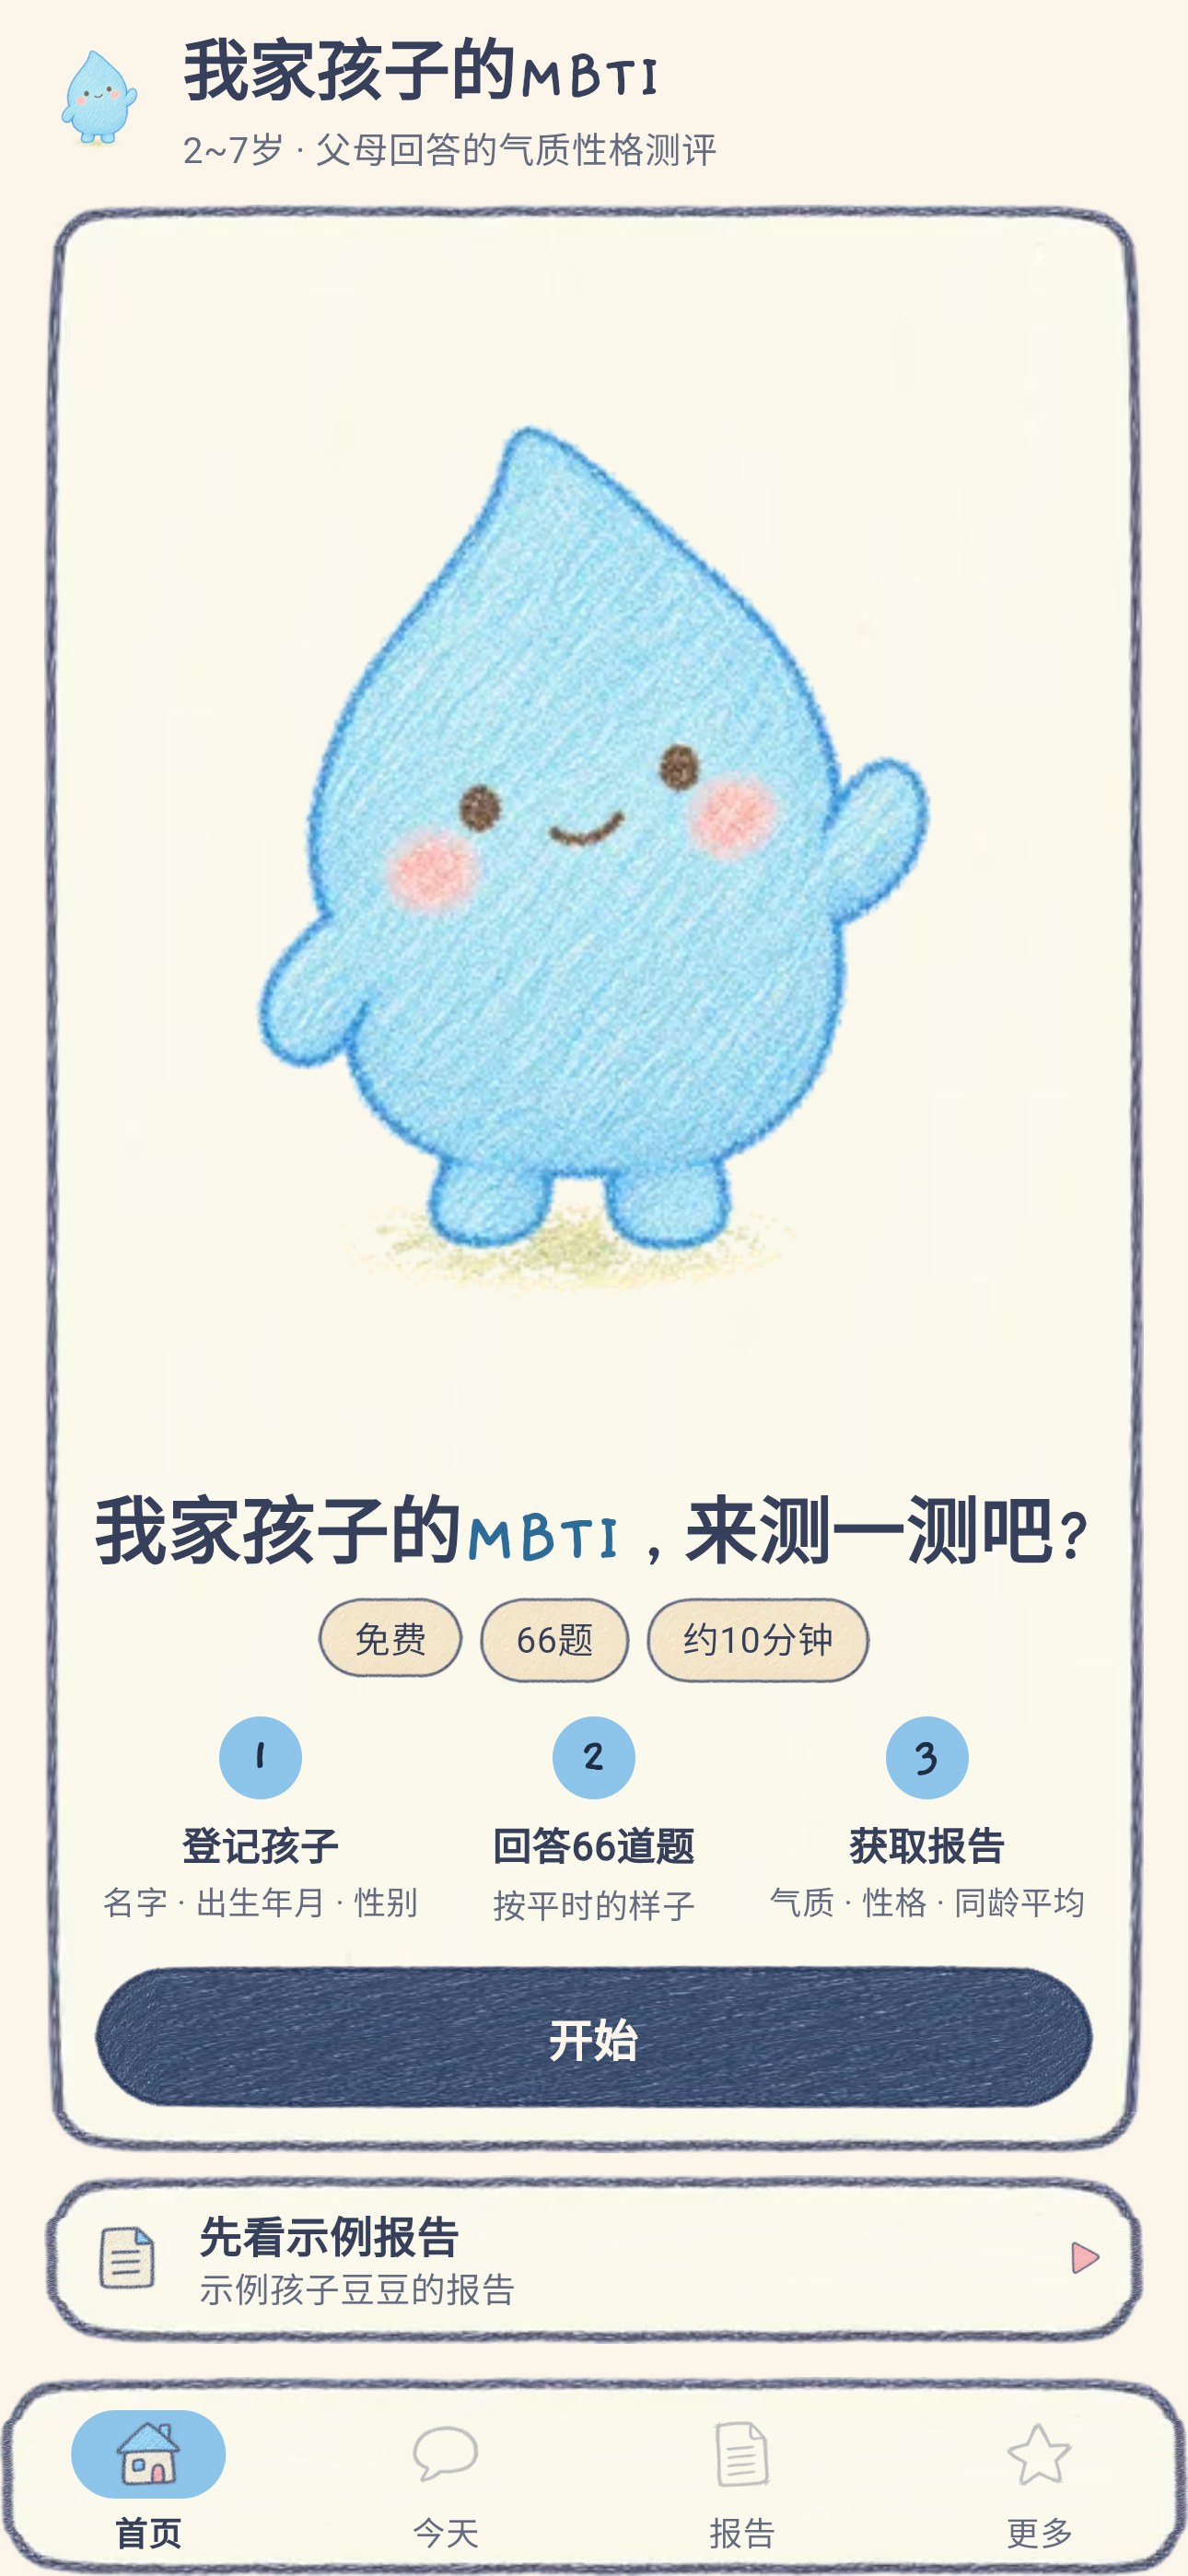 我家孩子的MBTI
2~7岁 · 父母回答的气质性格测评
我家孩子的MBTI，来测一测吧?
免费 66题 约10分钟
1 2 3
登记孩子 回答66道题 获取报告
名字 · 出生年月 · 性别 按平时的样子 气质 · 性格 · 同龄平均
开始
先看示例报告
示例孩子豆豆的报告
首页 今天 报告 更多